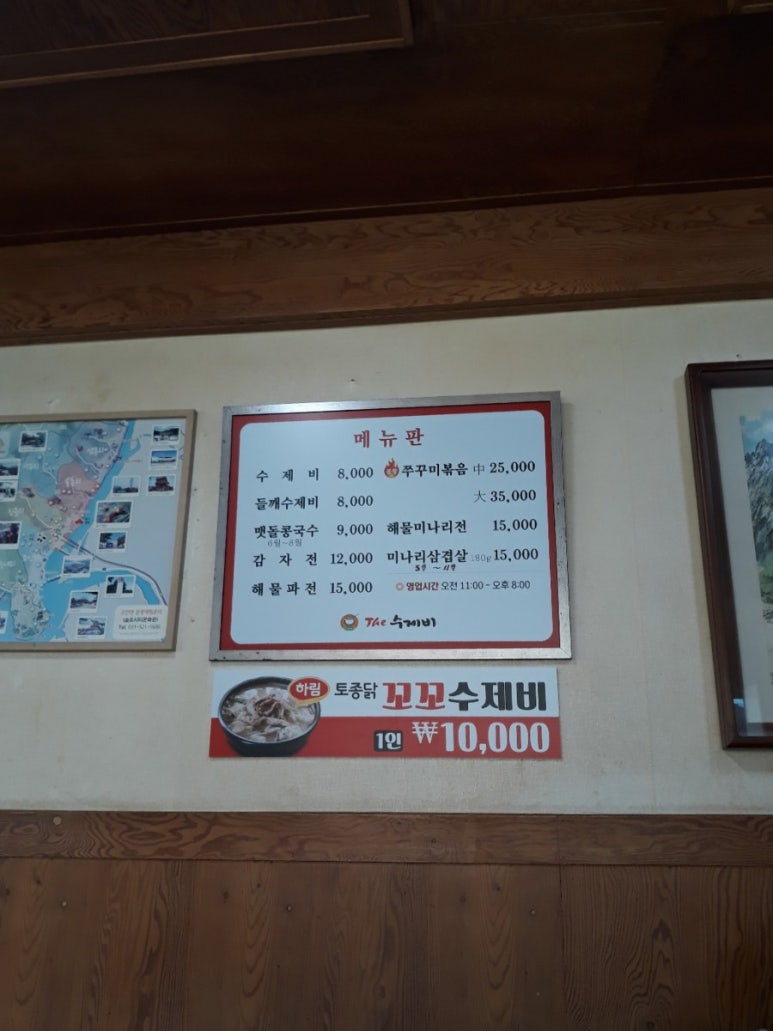 메뉴판
수제비 8,000
들깨수제비 8,000
맷돌콩국수 9,000
6월~8월
감자전 12,000
해물파전 15,000
쭈꾸미볶음 中 25,000
大 35,000
해물미나리전 15,000
미나리삼겹살 180g 15,000
영업시간 오전 11:00 - 오후 8:00
The 수제비
하림 토종닭 꼬꼬수제비
1인 ₩10,000